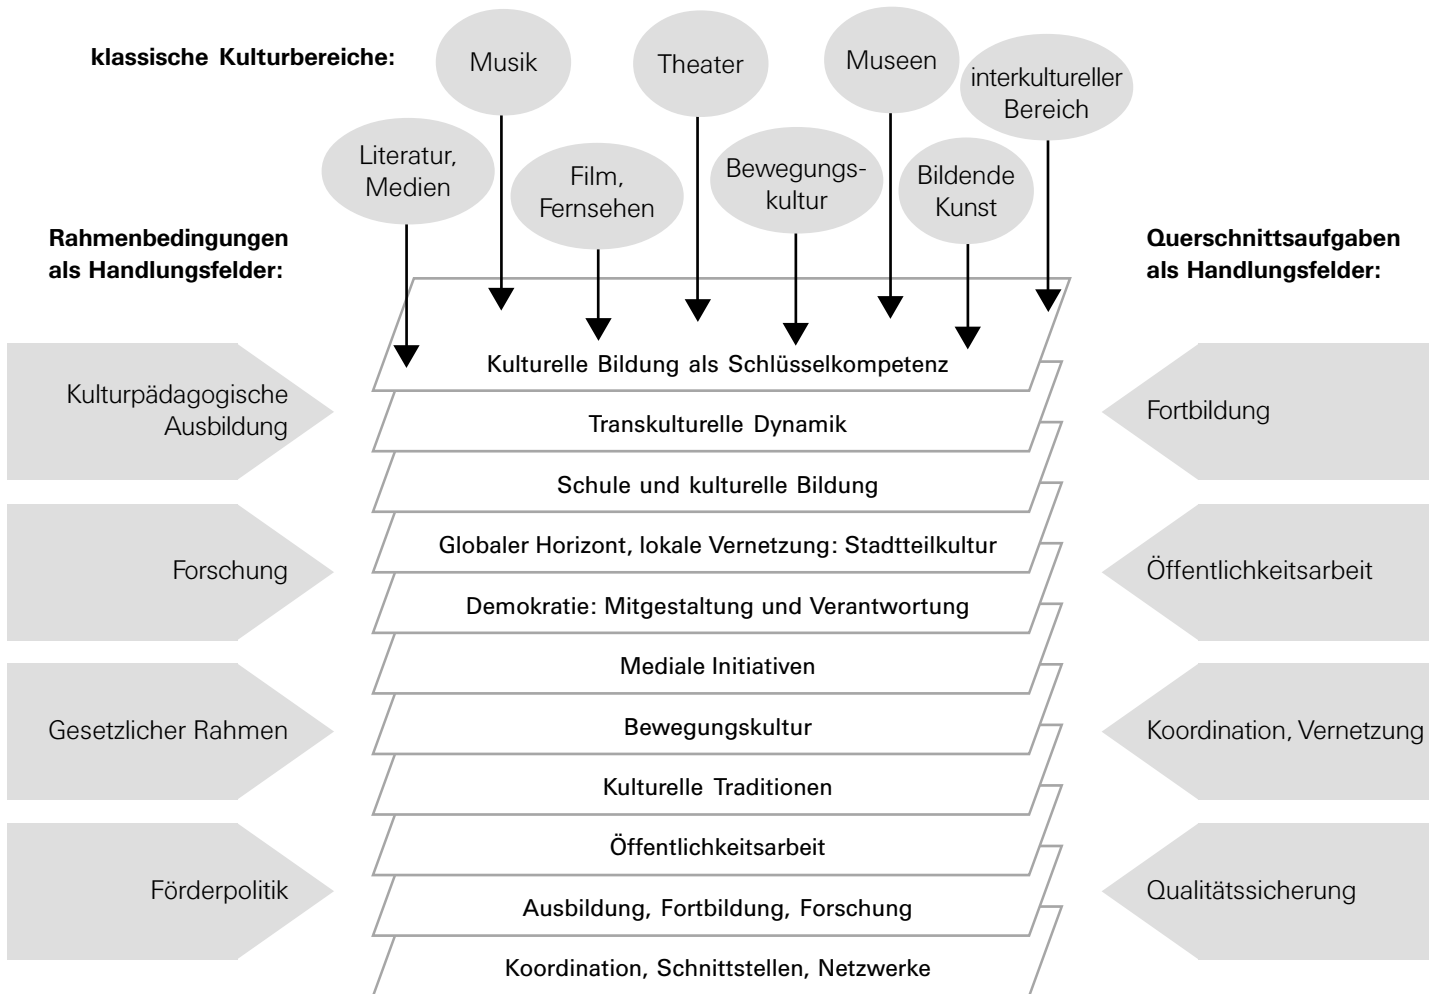 klassische Kulturbereiche:
Musik
Theater
Museen
interkultureller
Bereich
Literatur,
Medien
Film,
Fernsehen
Bewegungs-
kultur
Bildende
Kunst
Rahmenbedingungen
als Handlungsfelder:
Querschnittsaufgaben
als Handlungsfelder:
Kulturpädagogische
Ausbildung
Forschung
Gesetzlicher Rahmen
Förderpolitik
Kulturelle Bildung als Schlüsselkompetenz
Transkulturelle Dynamik
Schule und kulturelle Bildung
Globaler Horizont, lokale Vernetzung: Stadtteilkultur
Demokratie: Mitgestaltung und Verantwortung
Mediale Initiativen
Bewegungskultur
Kulturelle Traditionen
Öffentlichkeitsarbeit
Ausbildung, Fortbildung, Forschung
Koordination, Schnittstellen, Netzwerke
Fortbildung
Öffentlichkeitsarbeit
Koordination, Vernetzung
Qualitätssicherung